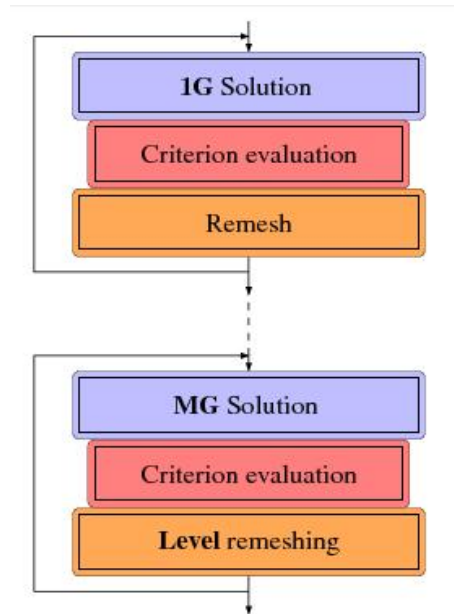 1G Solution
Criterion evaluation
Remesh
MG Solution
Criterion evaluation
Level remeshing